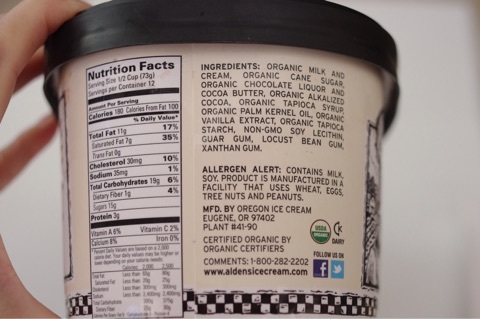 Nutrition Facts
Serving Size 1/2 Cup (73g)
Servings per Container 12
Amount Per Serving
Calories 180 Calories From Fat 100
% Daily Value*
Total Fat 11g 17%
Saturated Fat 7g 35%
Trans Fat 0g
Cholesterol 30mg 10%
Sodium 35mg 1%
Total Carbohydrates 19g 6%
Dietary Fiber 1g 4%
Sugars 15g
Protein 3g
Vitamin A 6% Vitamin C 2%
Calcium 8% Iron 0%
INGREDIENTS: ORGANIC MILK AND
CREAM, ORGANIC CANE SUGAR,
ORGANIC CHOCOLATE LIQUOR AND
COCOA BUTTER, ORGANIC ALKALIZED
COCOA, ORGANIC TAPIOCA SYRUP,
ORGANIC PALM KERNEL OIL, ORGANIC
VANILLA EXTRACT, ORGANIC TAPIOCA
STARCH, NON-GMO SOY LECITHIN,
GUAR GUM, LOCUST BEAN GUM,
XANTHAN GUM.
ALLERGEN ALERT: CONTAINS MILK,
SOY. PRODUCT IS MANUFACTURED IN A
FACILITY THAT USES WHEAT, EGGS,
TREE NUTS AND PEANUTS.
MFD. BY OREGON ICE CREAM
EUGENE, OR 97402
PLANT #41-90
CERTIFIED ORGANIC BY
ORGANIC CERTIFIERS
COMMENTS: 1-800-282-2202
www.aldensicecream.com
USDA
ORGANIC
K
DAIRY
FOLLOW US ON